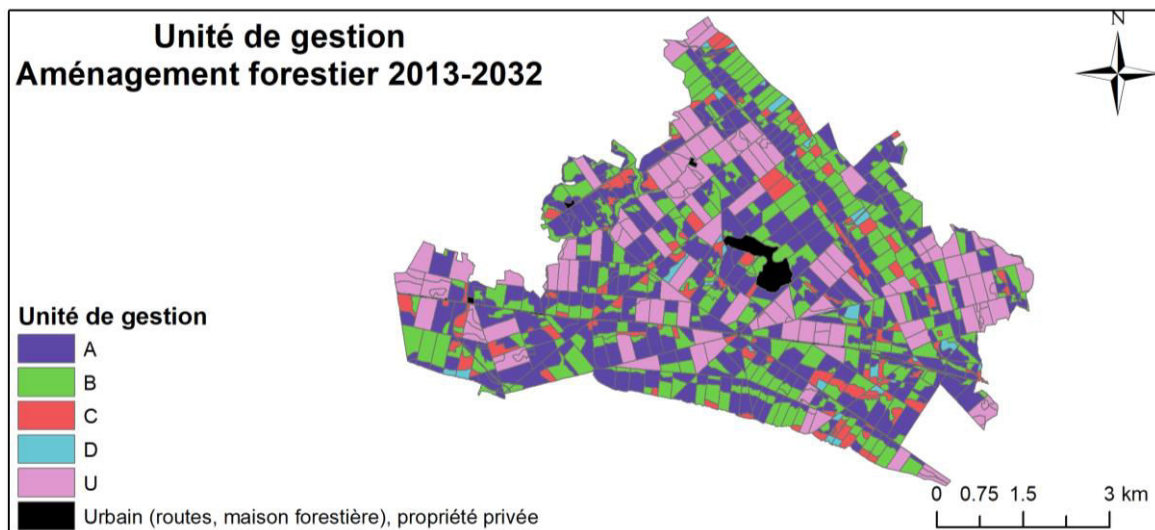 Unité de gestion
Aménagement forestier 2013-2032
N
Unité de gestion
A
B
C
D
U
Urbain (routes, maison forestière), propriété privée
0 0.75 1.5 3 km